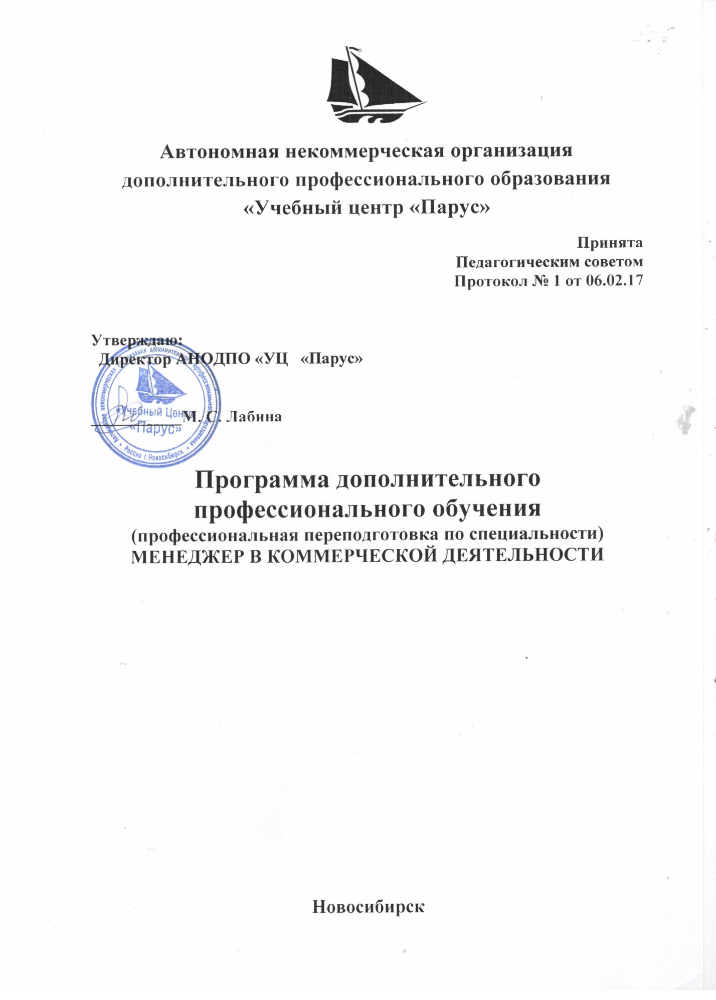 Автономная некоммерческая организация
дополнительного профессионального образования
«Учебный центр «Парус»
Принята
Педагогическим советом
Протокол № 1 от 06.02.17
Утверждаю:
Директор АНОДПО «УЦ «Парус»
М. С. Лабина
Автономная некоммерческая организация дополнительного профессионального образования • Россия г.Новосибирск •
«Учебный Центр
«Парус»
Программа дополнительного
профессионального обучения
(профессиональная переподготовка по специальности)
МЕНЕДЖЕР В КОММЕРЧЕСКОЙ ДЕЯТЕЛЬНОСТИ
Новосибирск